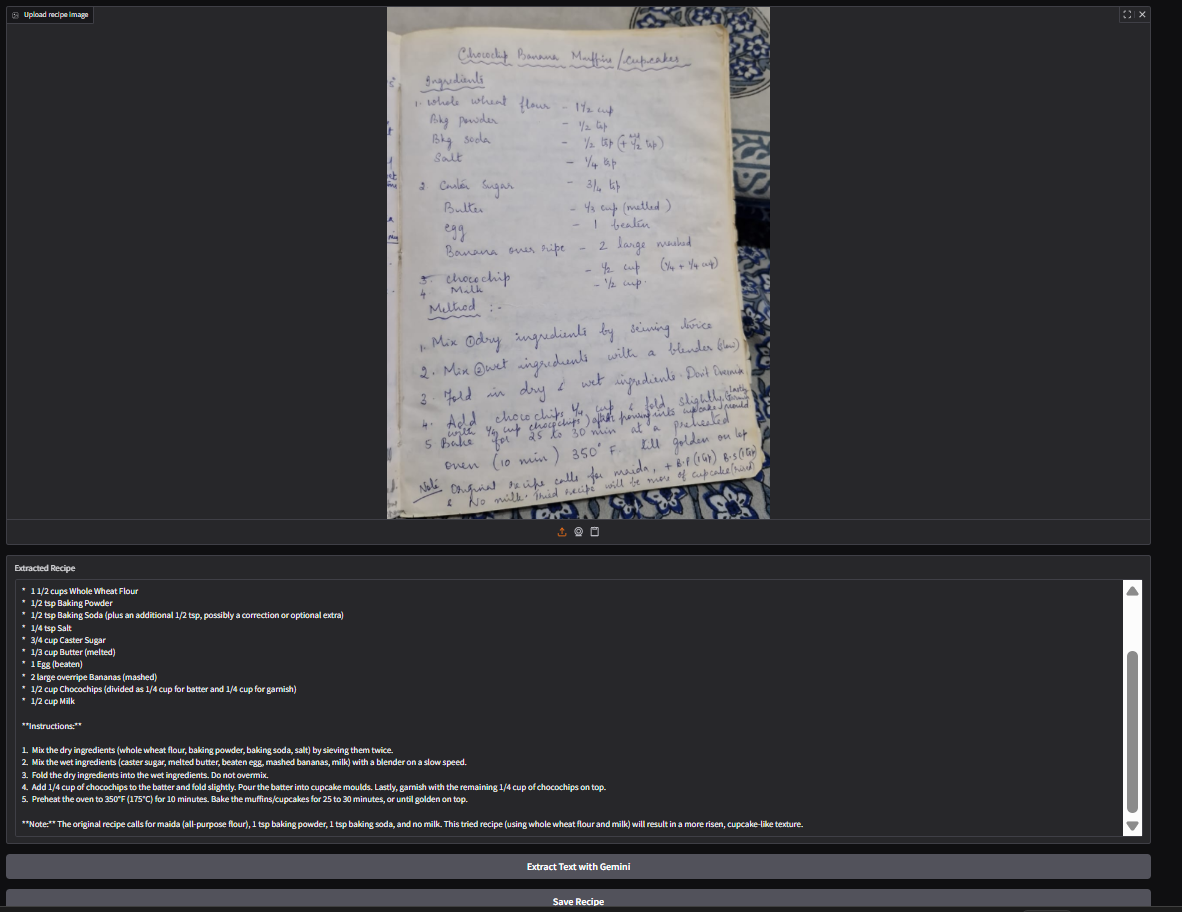 Upload recipe image
Chocochip Banana Muffins/cupcakes
Ingredients
1. Whole wheat flour - 1 1/2 cup
Bkg powder - 1/2 tsp
Bkg soda - 1/2 tsp (+ 1/2 tsp)
Salt - 1/4 tsp
2 Caster Sugar - 3/4 tsp
Butter - 1/3 cup (melted)
egg - 1 beaten
Banana over ripe - 2 large mashed
3. chocochip - 1/2 cup (1/4 + 1/4 cup)
4 Milk - 1/2 cup.
Method :-
1. Mix ① dry ingredients by seiving twice
2. Mix ② wet ingredients with a blender (slow)
3. Fold in dry & wet ingredients. Don't Overmix
4. Add chocochips 1/4 cup & fold slightly. lastly
with 1/4 cup chocochips) after pouring into cupcake mould
5 Bake for 25 to 30 min at a preheated
oven (10 min) 350° F till golden on top
Note Original recipe calls for maida, + B.P (1 tsp) B.S (1 tsp)
& No milk. Tried recipe will be more of cupcake
Extracted Recipe
* 1 1/2 cups Whole Wheat Flour
* 1/2 tsp Baking Powder
* 1/2 tsp Baking Soda (plus an additional 1/2 tsp, possibly a correction or optional extra)
* 1/4 tsp Salt
* 3/4 cup Caster Sugar
* 1/3 cup Butter (melted)
* 1 Egg (beaten)
* 2 large overripe Bananas (mashed)
* 1/2 cup Chocochips (divided as 1/4 cup for batter and 1/4 cup for garnish)
* 1/2 cup Milk
**Instructions:**
1. Mix the dry ingredients (whole wheat flour, baking powder, baking soda, salt) by sieving them twice.
2. Mix the wet ingredients (caster sugar, melted butter, beaten egg, mashed bananas, milk) with a blender on a slow speed.
3. Fold the dry ingredients into the wet ingredients. Do not overmix.
4. Add 1/4 cup of chocochips to the batter and fold slightly. Pour the batter into cupcake moulds. Lastly, garnish with the remaining 1/4 cup of chocochips on top.
5. Preheat the oven to 350°F (175°C) for 10 minutes. Bake the muffins/cupcakes for 25 to 30 minutes, or until golden on top.
**Note:** The original recipe calls for maida (all-purpose flour), 1 tsp baking powder, 1 tsp baking soda, and no milk. This tried recipe (using whole wheat flour and milk) will result in a more risen, cupcake-like texture.
Extract Text with Gemini
Save Recipe